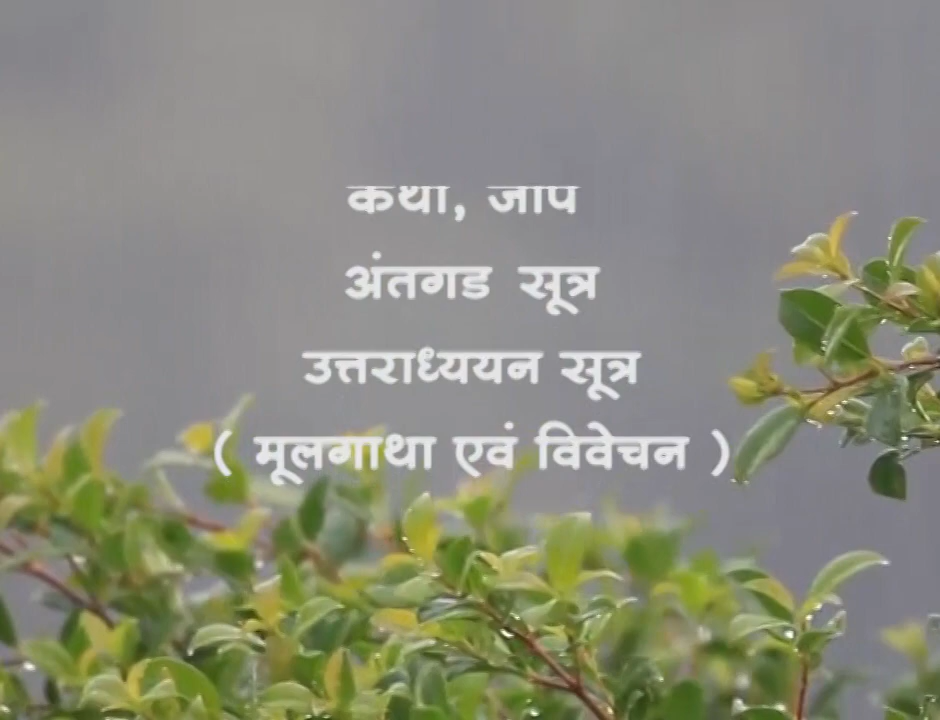 कथा, जाप
अंतगड सूत्र
उत्तराध्ययन सूत्र
( मूलगाथा एवं विवेचन )